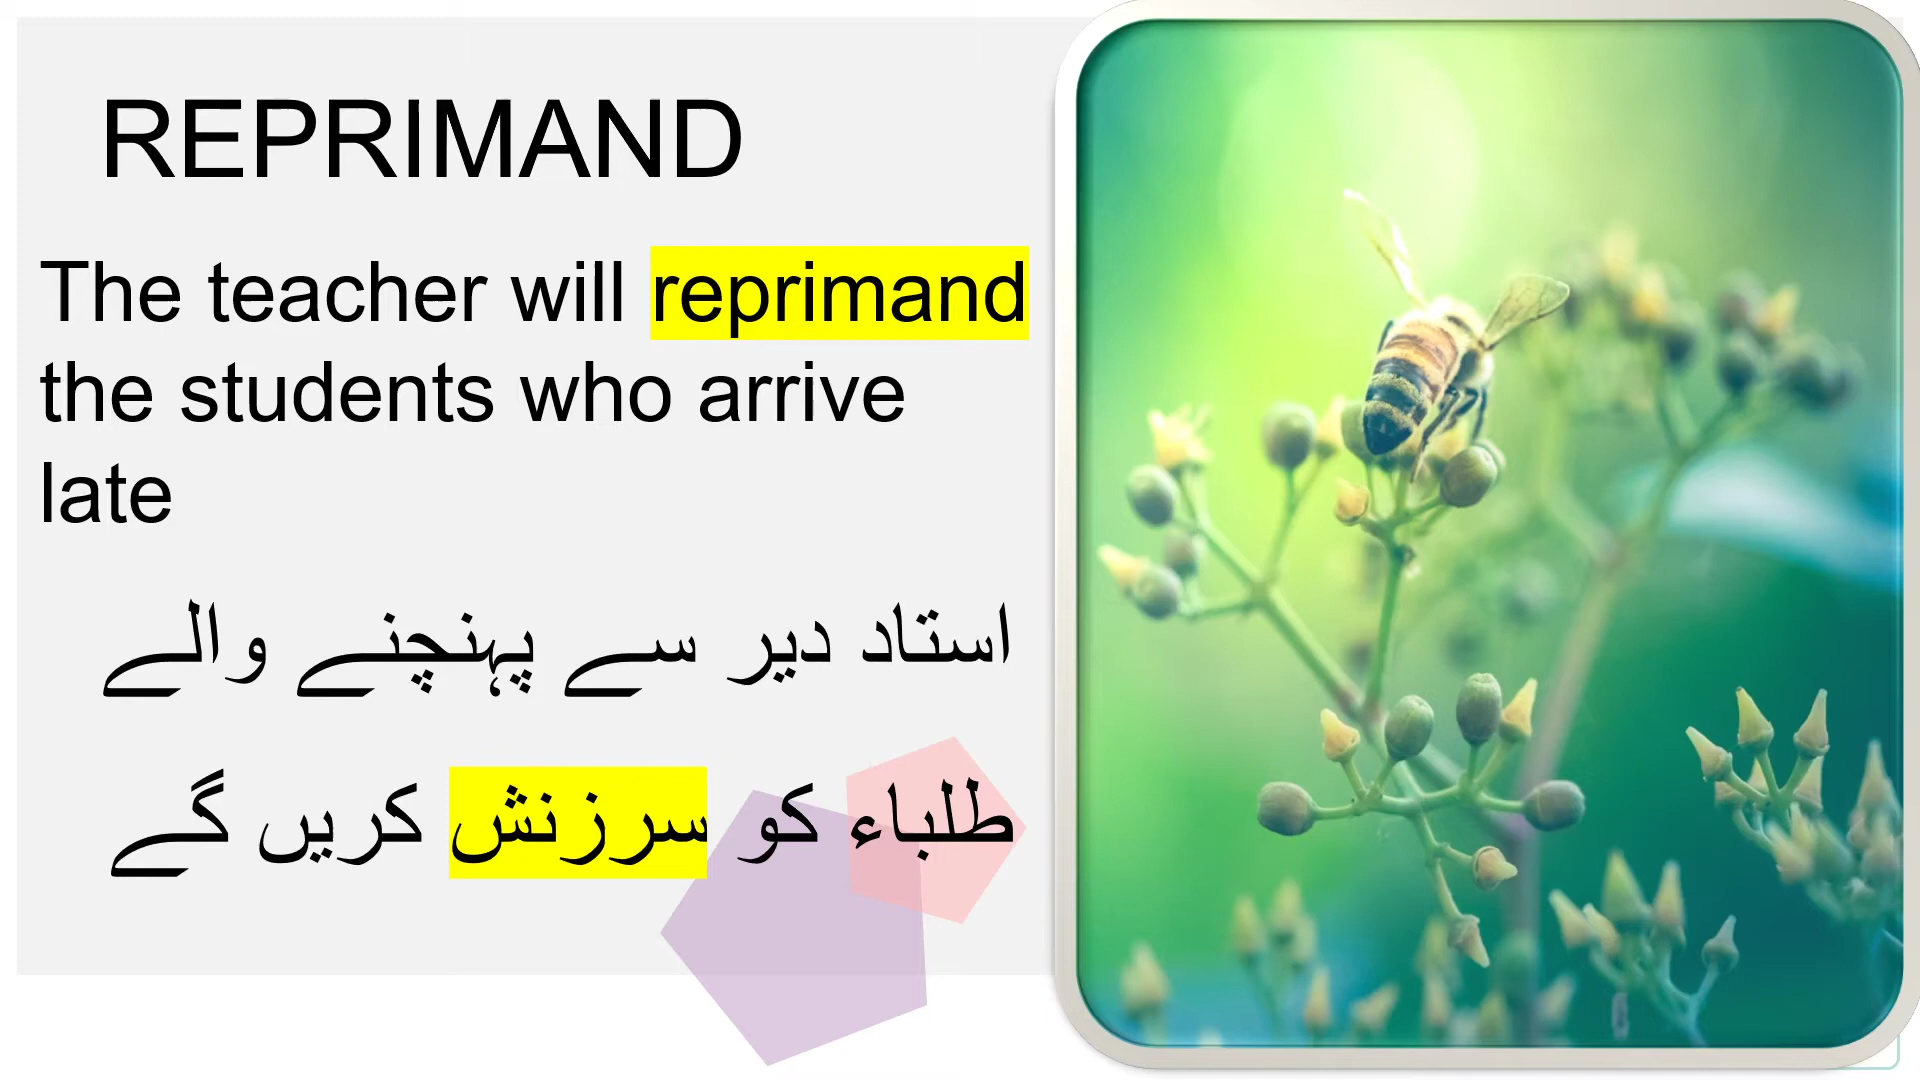 REPRIMAND
The teacher will reprimand
the students who arrive
late
استاد دیر سے پہنچنے والے
طلباء کو سرزنش کریں گے